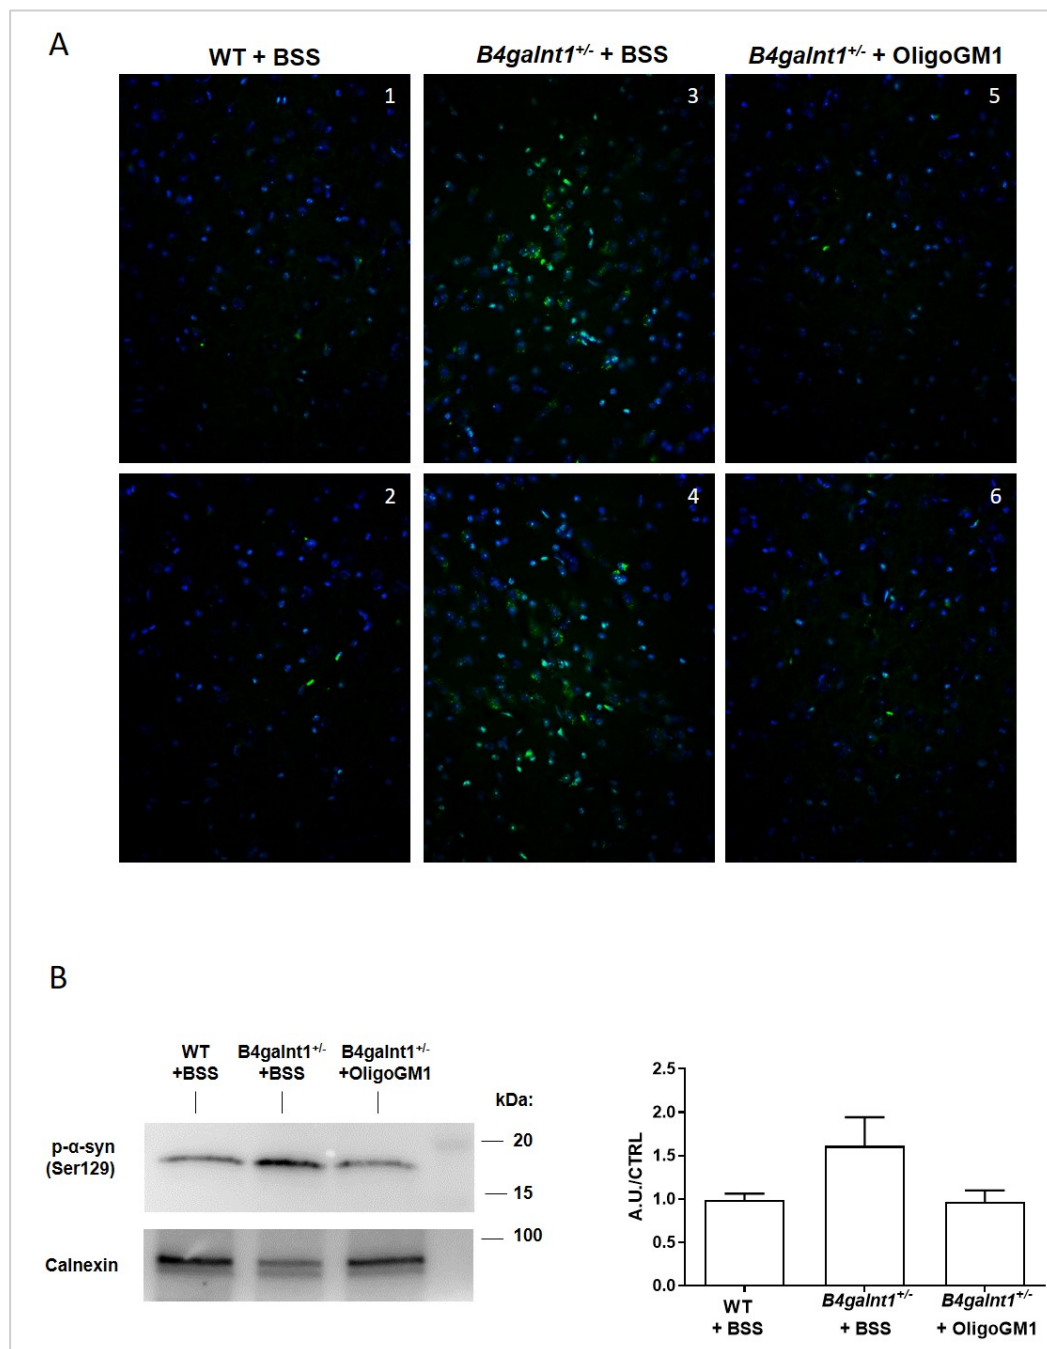 A
WT + BSS
B4galnt1+/- + BSS
B4galnt1+/- + OligoGM1
1
3
5
2
4
6
B
WT
+BSS
B4galnt1+/-
+BSS
B4galnt1+/-
+OligoGM1
kDa:
p-α-syn
(Ser129)
20
15
Calnexin
100
A.U./CTRL
2.5
2.0
1.5
1.0
0.5
0.0
WT
+ BSS
B4galnt1+/-
+ BSS
B4galnt1+/-
+ OligoGM1